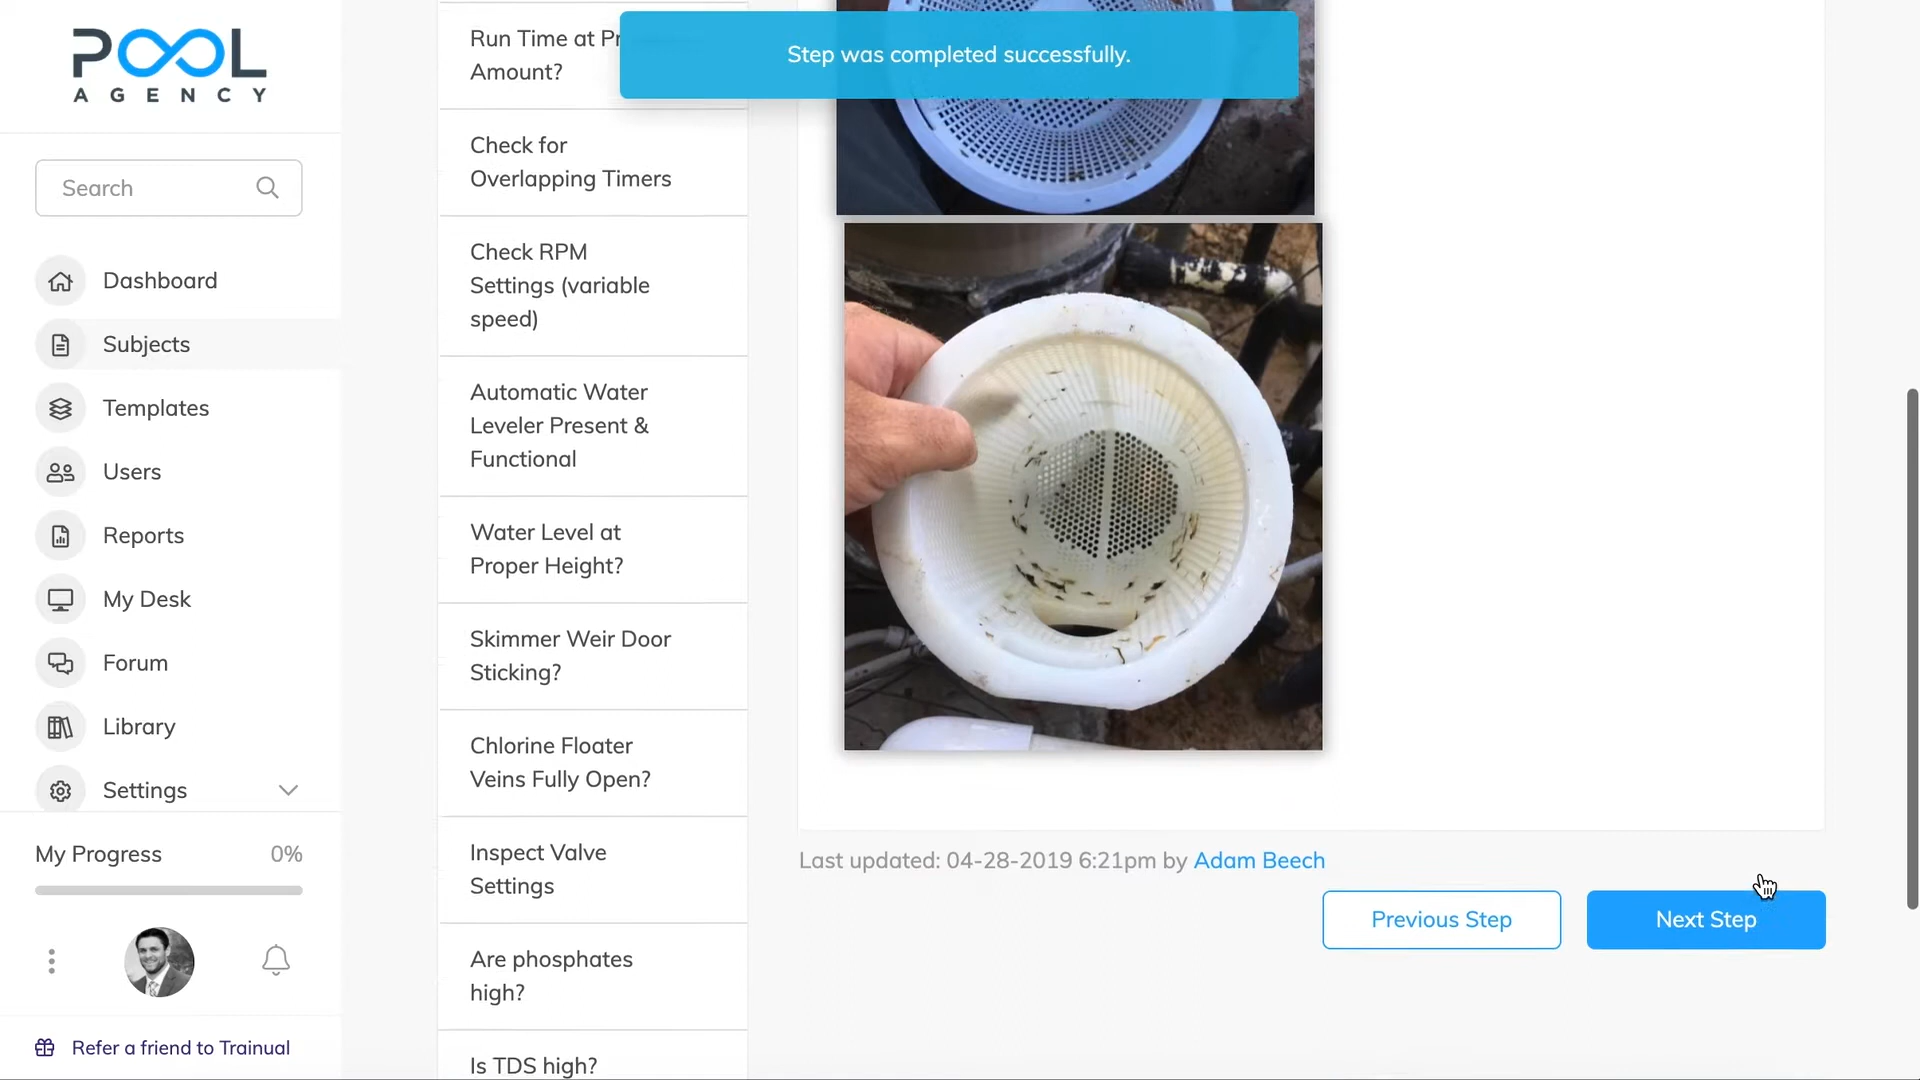 POOL
AGENCY
Search
Dashboard
Subjects
Templates
Users
Reports
My Desk
Forum
Library
Settings
My Progress 0%
Refer a friend to Trainual
Run Time at
Amount?
Check for
Overlapping Timers
Check RPM
Settings (variable
speed)
Automatic Water
Leveler Present &
Functional
Water Level at
Proper Height?
Skimmer Weir Door
Sticking?
Chlorine Floater
Veins Fully Open?
Inspect Valve
Settings
Are phosphates
high?
Is TDS high?
Step was completed successfully.
Last updated: 04-28-2019 6:21pm by Adam Beech
Previous Step
Next Step